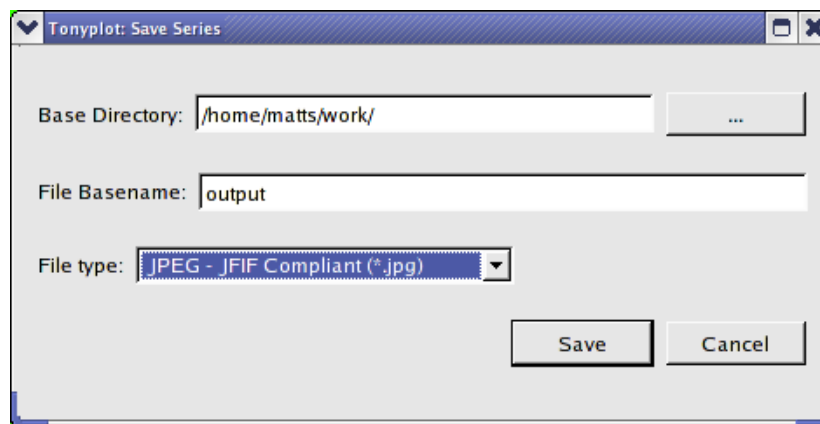 Tonyplot: Save Series
Base Directory: /home/matts/work/ ...
File Basename: output
File type: JPEG - JFIF Compliant (*.jpg)
Save Cancel